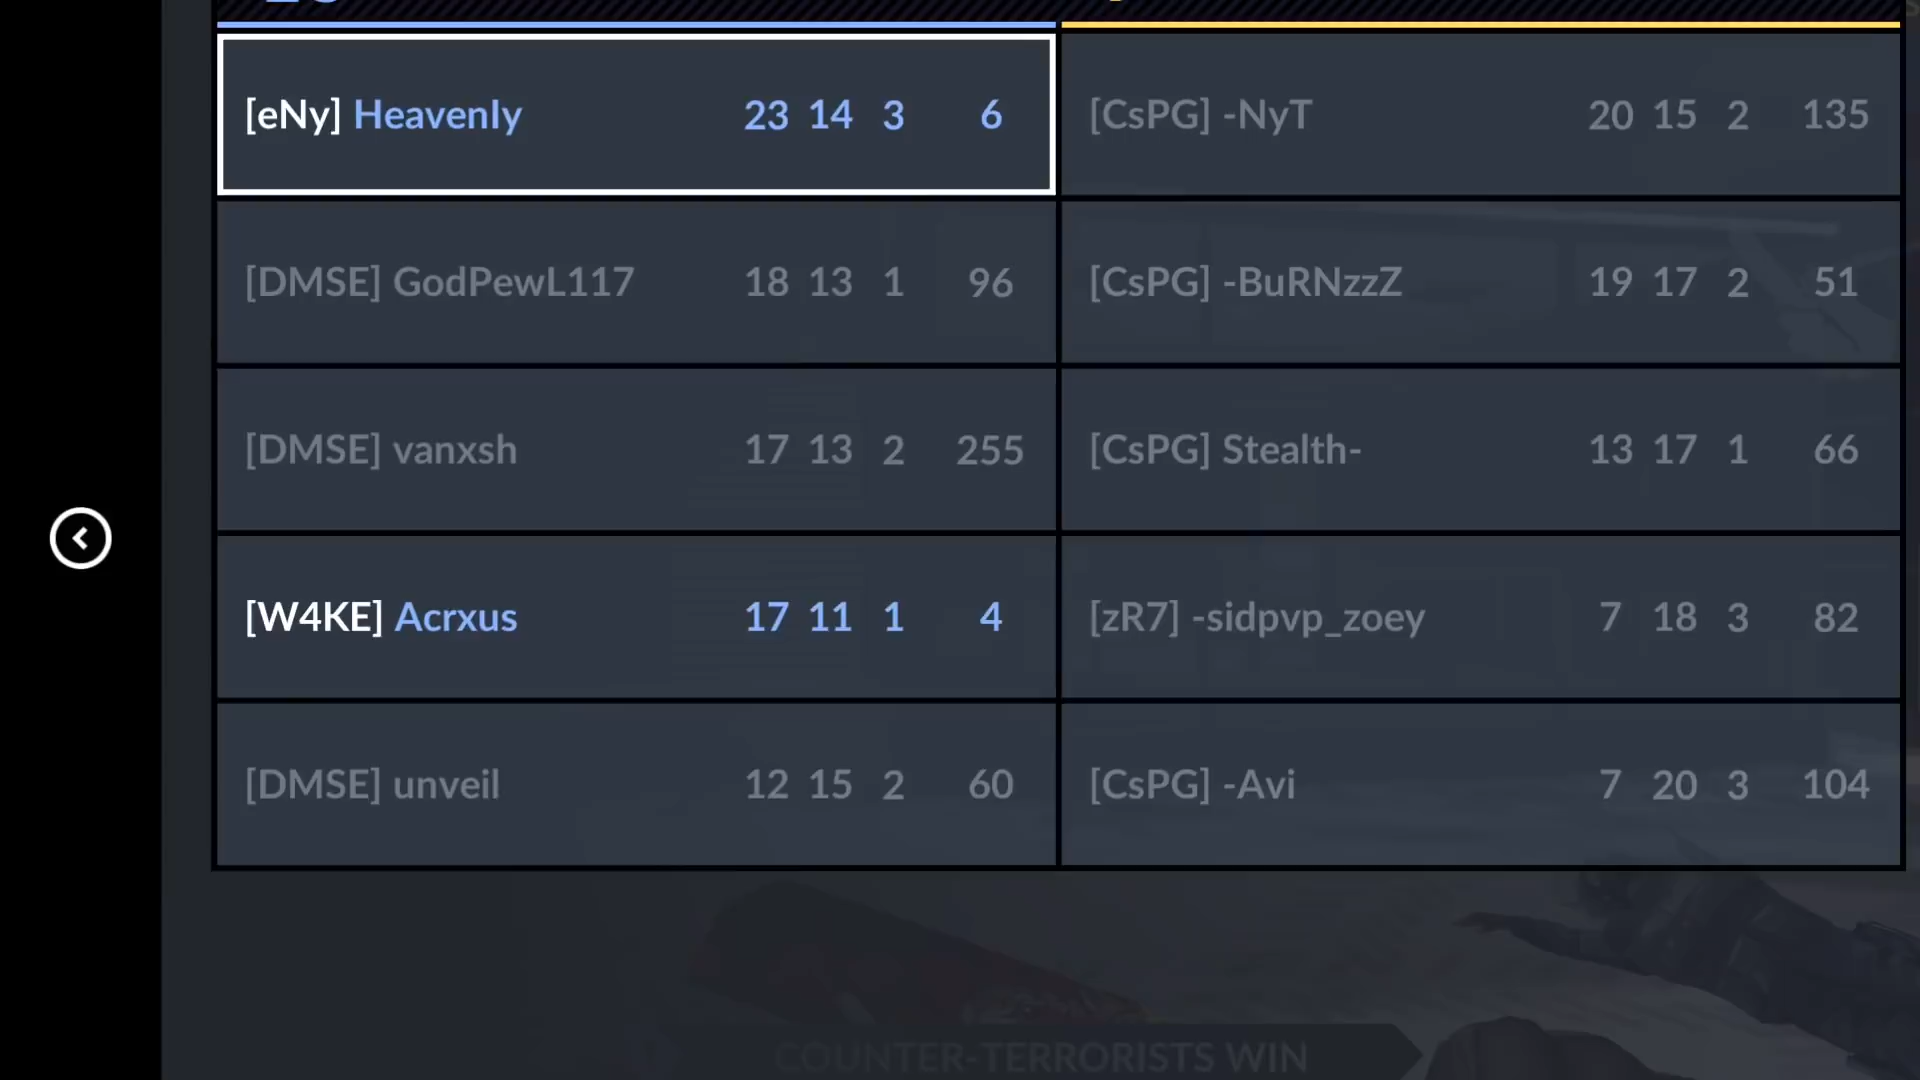 [eNy] Heavenly 23 14 3 6 [CsPG] -NyT 20 15 2 135
[DMSE] GodPewL117 18 13 1 96 [CsPG] -BuRNzzZ 19 17 2 51
[DMSE] vanxsh 17 13 2 255 [CsPG] Stealth- 13 17 1 66
[W4KE] Acrxus 17 11 1 4 [zR7] -sidpvp_zoey 7 18 3 82
[DMSE] unveil 12 15 2 60 [CsPG] -Avi 7 20 3 104
COUNTER-TERRORISTS WIN